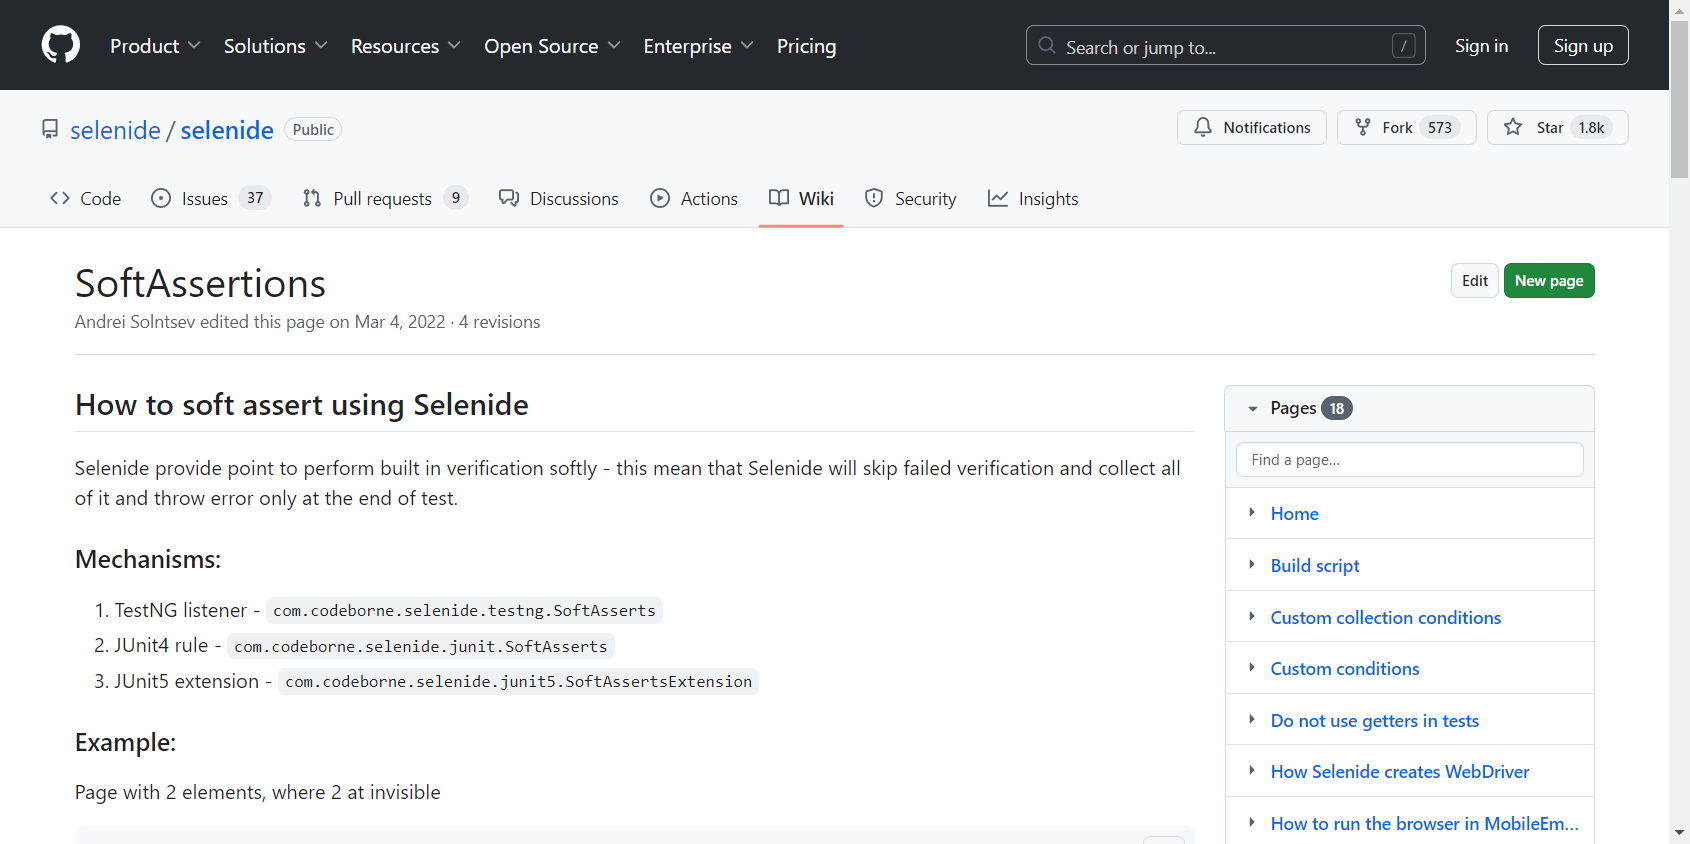 Product Solutions Resources Open Source Enterprise Pricing Search or jump to... / Sign in Sign up
selenide / selenide Public Notifications Fork 573 Star 1.8k
Code Issues 37 Pull requests 9 Discussions Actions Wiki Security Insights
SoftAssertions
Edit New page
Andrei Solntsev edited this page on Mar 4, 2022 · 4 revisions
How to soft assert using Selenide
Selenide provide point to perform built in verification softly - this mean that Selenide will skip failed verification and collect all
of it and throw error only at the end of test.
Mechanisms:
1. TestNG listener - com.codeborne.selenide.testng.SoftAsserts
2. JUnit4 rule - com.codeborne.selenide.junit.SoftAsserts
3. JUnit5 extension - com.codeborne.selenide.junit5.SoftAssertsExtension
Example:
Page with 2 elements, where 2 at invisible
Pages 18
Find a page...
Home
Build script
Custom collection conditions
Custom conditions
Do not use getters in tests
How Selenide creates WebDriver
How to run the browser in MobileEm...